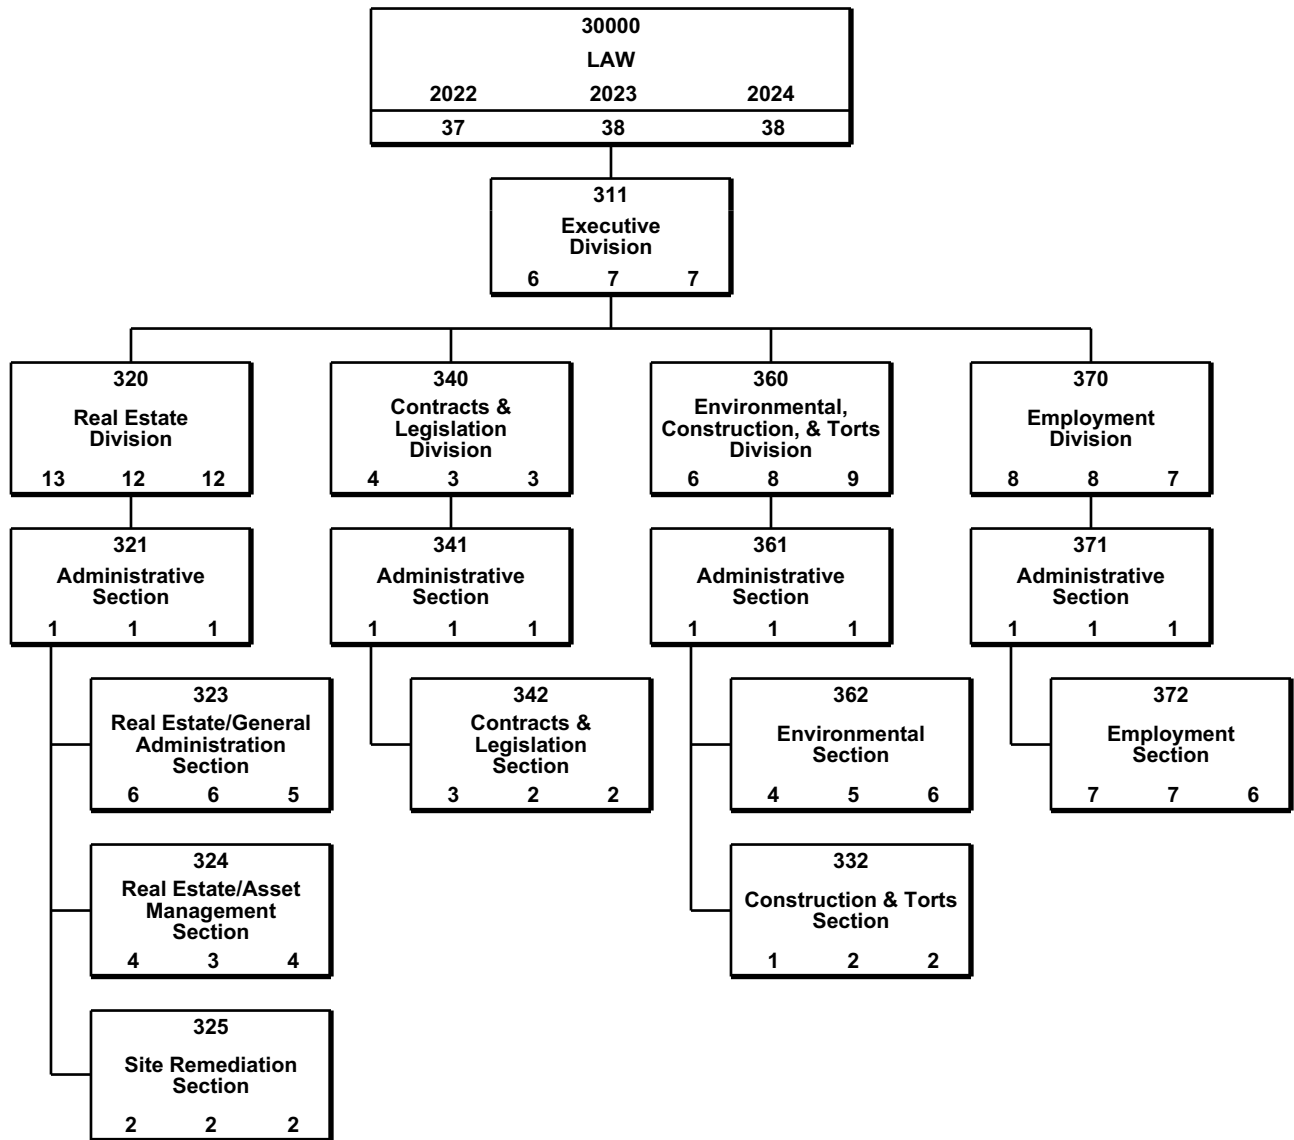 30000
LAW
2022 2023 2024
37 38 38
311
Executive
Division
6 7 7
320
Real Estate
Division
13 12 12
340
Contracts &
Legislation
Division
4 3 3
360
Environmental,
Construction, & Torts
Division
6 8 9
370
Employment
Division
8 8 7
321
Administrative
Section
1 1 1
341
Administrative
Section
1 1 1
361
Administrative
Section
1 1 1
371
Administrative
Section
1 1 1
323
Real Estate/General
Administration
Section
6 6 5
342
Contracts &
Legislation
Section
3 2 2
362
Environmental
Section
4 5 6
372
Employment
Section
7 7 6
324
Real Estate/Asset
Management
Section
4 3 4
332
Construction & Torts
Section
1 2 2
325
Site Remediation
Section
2 2 2